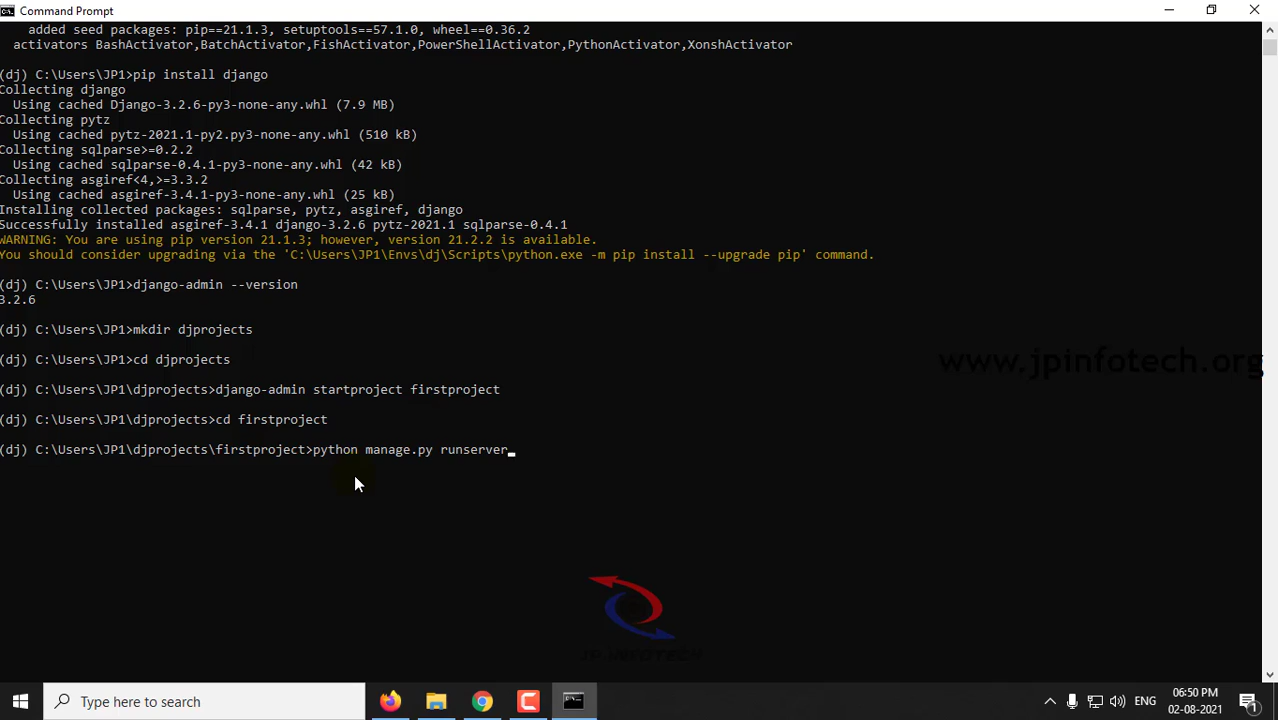 Command Prompt
added seed packages: pip==21.1.3, setuptools==57.1.0, wheel==0.36.2
activators BashActivator,BatchActivator,FishActivator,PowerShellActivator,PythonActivator,XonshActivator
(dj) C:\Users\JP1>pip install django
Collecting django
Using cached Django-3.2.6-py3-none-any.whl (7.9 MB)
Collecting pytz
Using cached pytz-2021.1-py2.py3-none-any.whl (510 kB)
Collecting sqlparse>=0.2.2
Using cached sqlparse-0.4.1-py3-none-any.whl (42 kB)
Collecting asgiref<4,>=3.3.2
Using cached asgiref-3.4.1-py3-none-any.whl (25 kB)
Installing collected packages: sqlparse, pytz, asgiref, django
Successfully installed asgiref-3.4.1 django-3.2.6 pytz-2021.1 sqlparse-0.4.1
WARNING: You are using pip version 21.1.3; however, version 21.2.2 is available.
You should consider upgrading via the 'C:\Users\JP1\Envs\dj\Scripts\python.exe -m pip install --upgrade pip' command.
(dj) C:\Users\JP1>django-admin --version
3.2.6
(dj) C:\Users\JP1>mkdir djprojects
(dj) C:\Users\JP1>cd djprojects
www.jpinfotech.org
(dj) C:\Users\JP1\djprojects>django-admin startproject firstproject
(dj) C:\Users\JP1\djprojects>cd firstproject
(dj) C:\Users\JP1\djprojects\firstproject>python manage.py runserver
JP INFOTECH
Type here to search
ENG
06:50 PM
02-08-2021
1